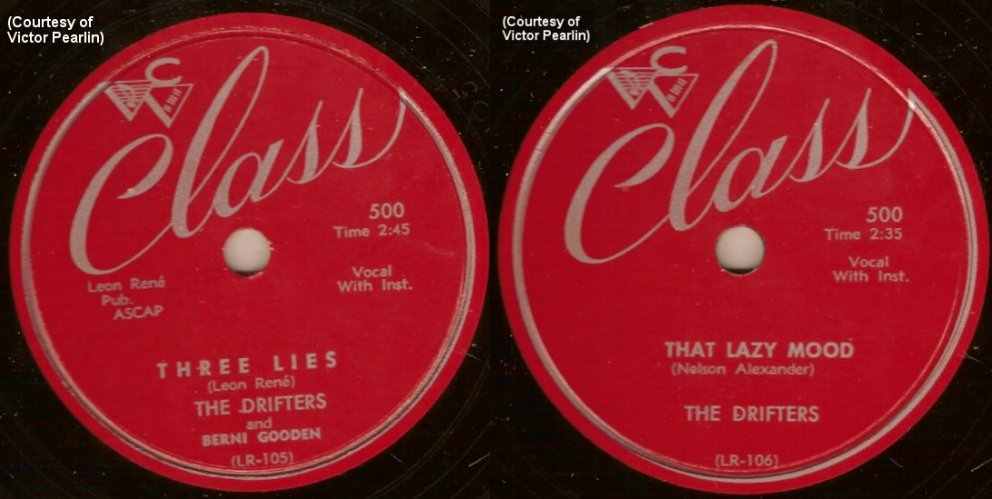 (Courtesy of
Victor Pearlin)
C
Class
500
Time 2:45
Vocal
With Inst.
Leon René
Pub.
ASCAP
THREE LIES
(Leon René)
THE DRIFTERS
and
BERNI GOODEN
(LR-105)
(Courtesy of
Victor Pearlin)
C
Class
500
Time 2:35
Vocal
With Inst.
THAT LAZY MOOD
(Nelson Alexander)
THE DRIFTERS
(LR-106)